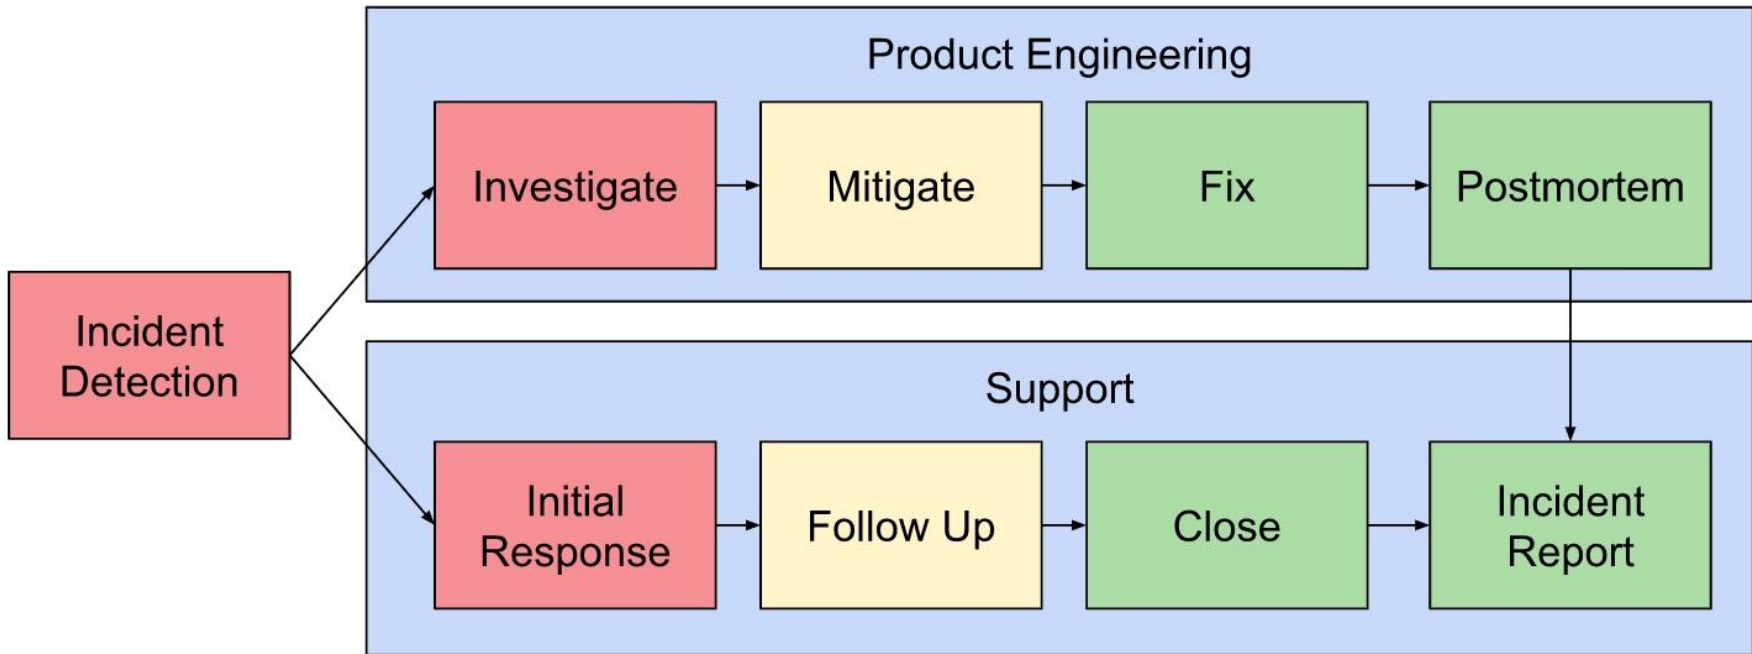 Product Engineering
Investigate
Mitigate
Fix
Postmortem
Incident
Detection
Support
Initial
Response
Follow Up
Close
Incident
Report